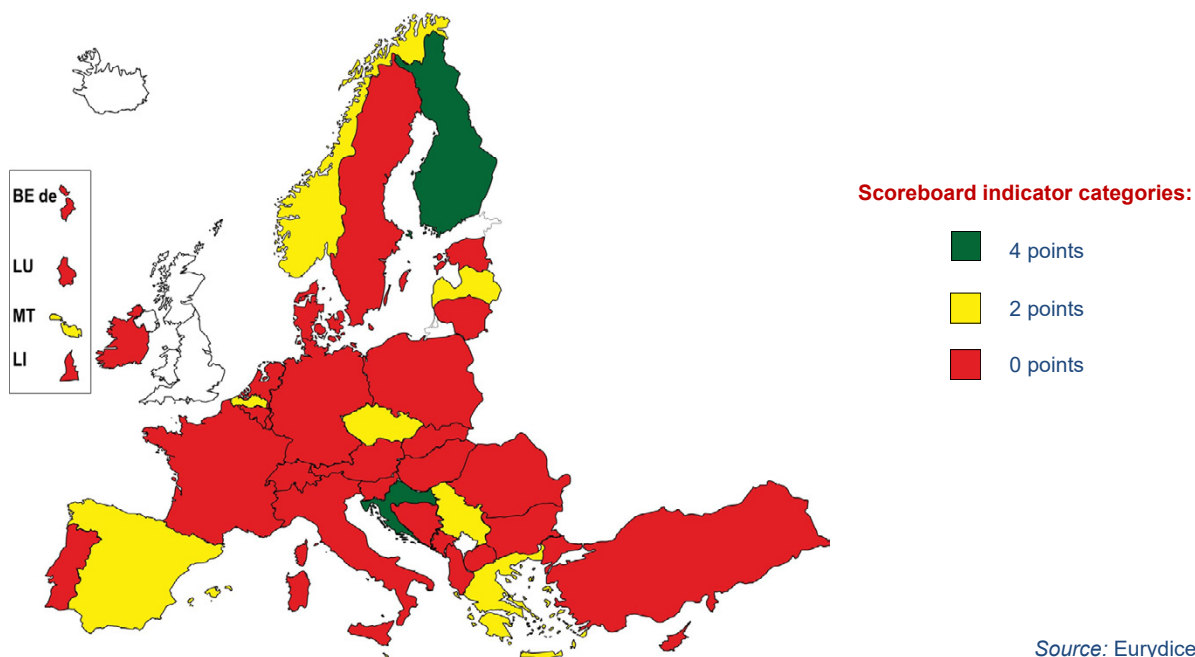 BE de
LU
MT
LI
Scoreboard indicator categories:
4 points
2 points
0 points
Source: Eurydice